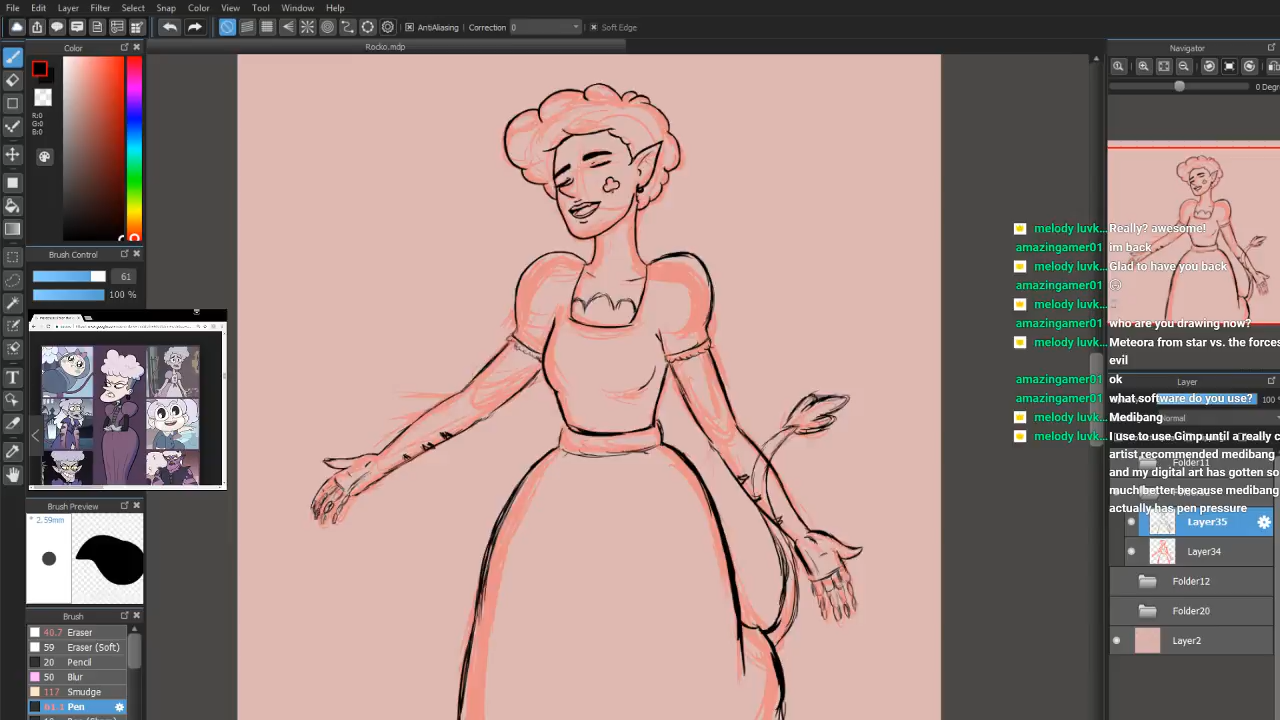 File Edit Layer Filter Select Snap Color View Tool Window Help
AntiAliasing Correction 0 Soft Edge
Rocko.mdp
Color
R:0
G:0
B:0
Brush Control
61
100 %
Brush Preview
* 2.59mm
Brush
40.7 Eraser
59 Eraser (Soft)
20 Pencil
50 Blur
117 Smudge
61.1 Pen
Navigator
0 Degre
melody luvk... Really? awesome!
amazingamer01 im back
melody luvk... Glad to have you back
amazingamer01
melody luvk...
amazingamer01 who are you drawing now?
melody luvk... Meteora from star vs. the forces
evil
amazingamer01 ok
amazingamer01 what software do you use?
melody luvk... Medibang
melody luvk... I use to use Gimp until a really c
artist recommended medibang
and my digital art has gotten so
much better because medibang
actually has pen pressure
Layer
100
Normal
Folder11
Layer35
Layer34
Folder12
Folder20
Layer2